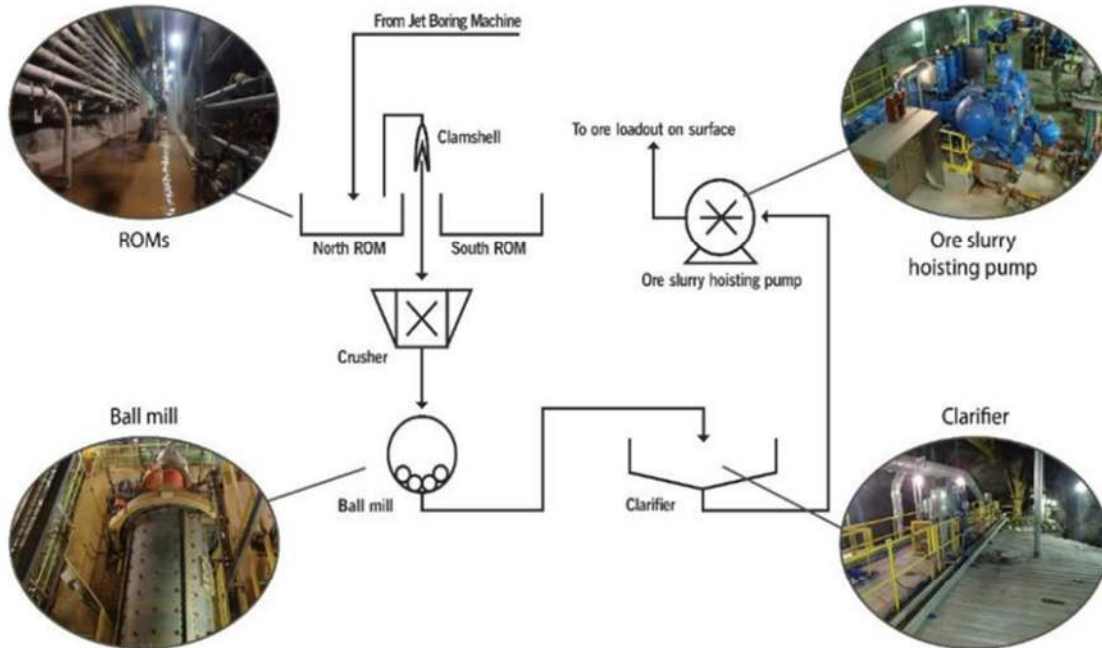 From Jet Boring Machine
Clamshell
To ore loadout on surface
North ROM
South ROM
ROMs
Ore slurry hoisting pump
Ore slurry
hoisting pump
Crusher
Ball mill
Clarifier
Ball mill
Clarifier